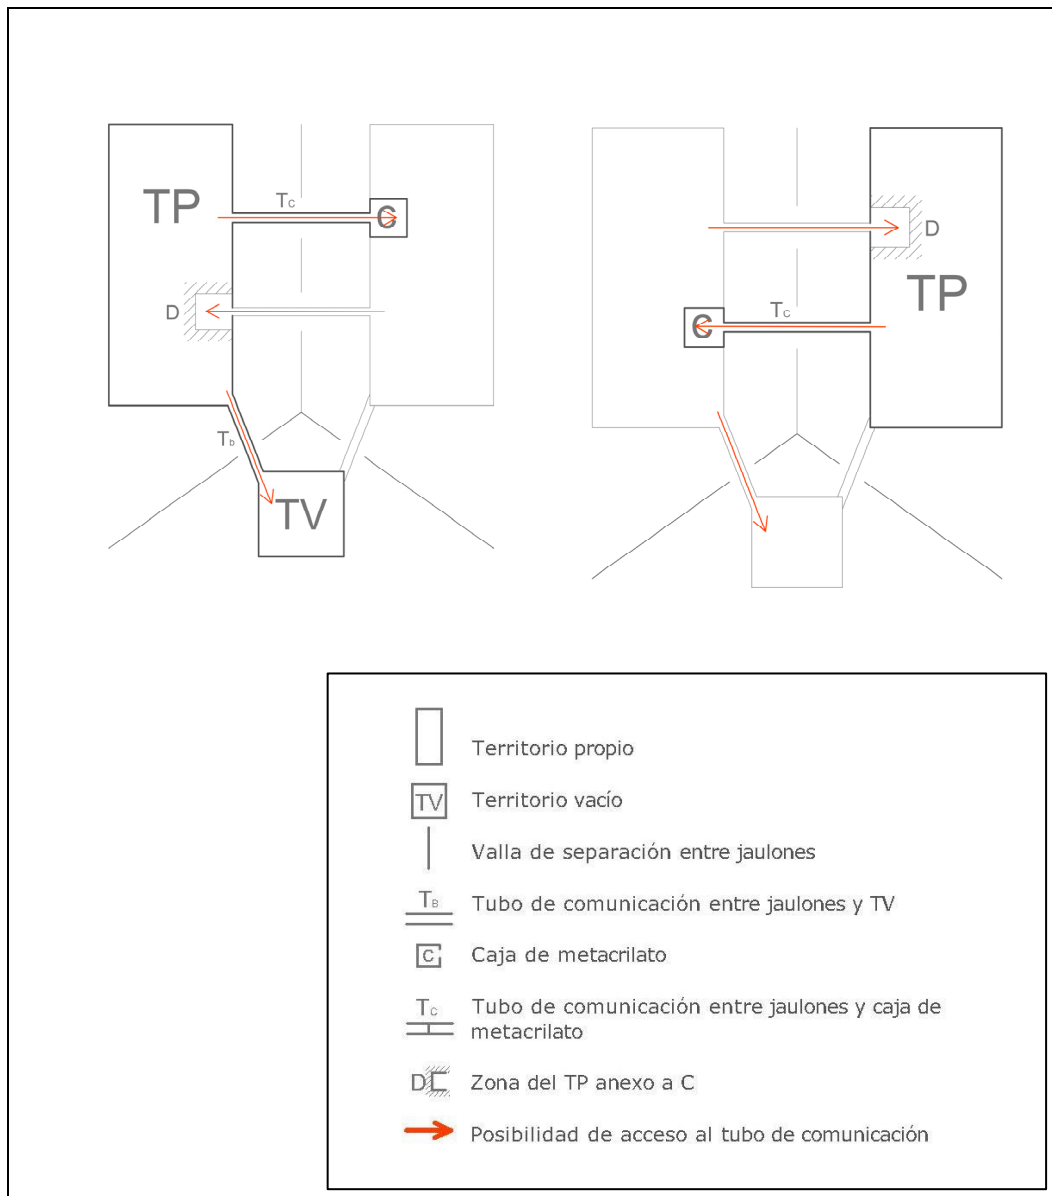 TP
Tc
C
D
Tb
TV
D
TP
Tc
C
Territorio propio
TV Territorio vacío
Valla de separación entre jaulones
TB Tubo de comunicación entre jaulones y TV
C Caja de metacrilato
Tc Tubo de comunicación entre jaulones y caja de
metacrilato
D Zona del TP anexo a C
Posibilidad de acceso al tubo de comunicación